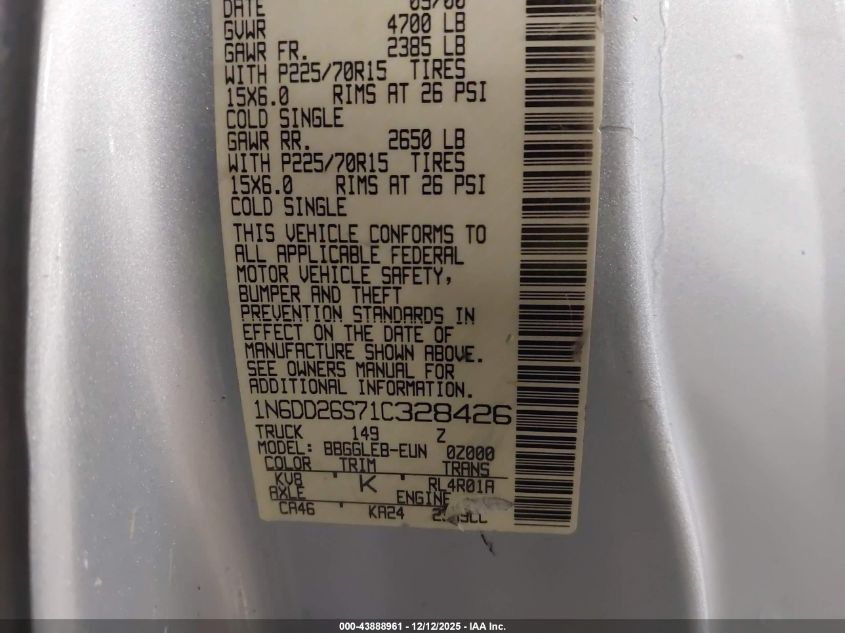 DATE 09/00
GVWR 4700 LB
GAWR FR. 2385 LB
WITH P225/70R15 TIRES
15X6.0 RIMS AT 26 PSI
COLD SINGLE
GAWR RR. 2650 LB
WITH P225/70R15 TIRES
15X6.0 RIMS AT 26 PSI
COLD SINGLE
THIS VEHICLE CONFORMS TO
ALL APPLICABLE FEDERAL
MOTOR VEHICLE SAFETY,
BUMPER AND THEFT
PREVENTION STANDARDS IN
EFFECT ON THE DATE OF
MANUFACTURE SHOWN ABOVE.
SEE OWNERS MANUAL FOR
ADDITIONAL INFORMATION.
1N6DD26S71C328426
TRUCK 149 Z
MODEL: BBGGLEB-EUN 0Z000
COLOR TRIM TRANS
KV8 K RL4R01A
AXLE ENGINE
CA46 KA24
000-43888961 - 12/12/2025 - IAA Inc.